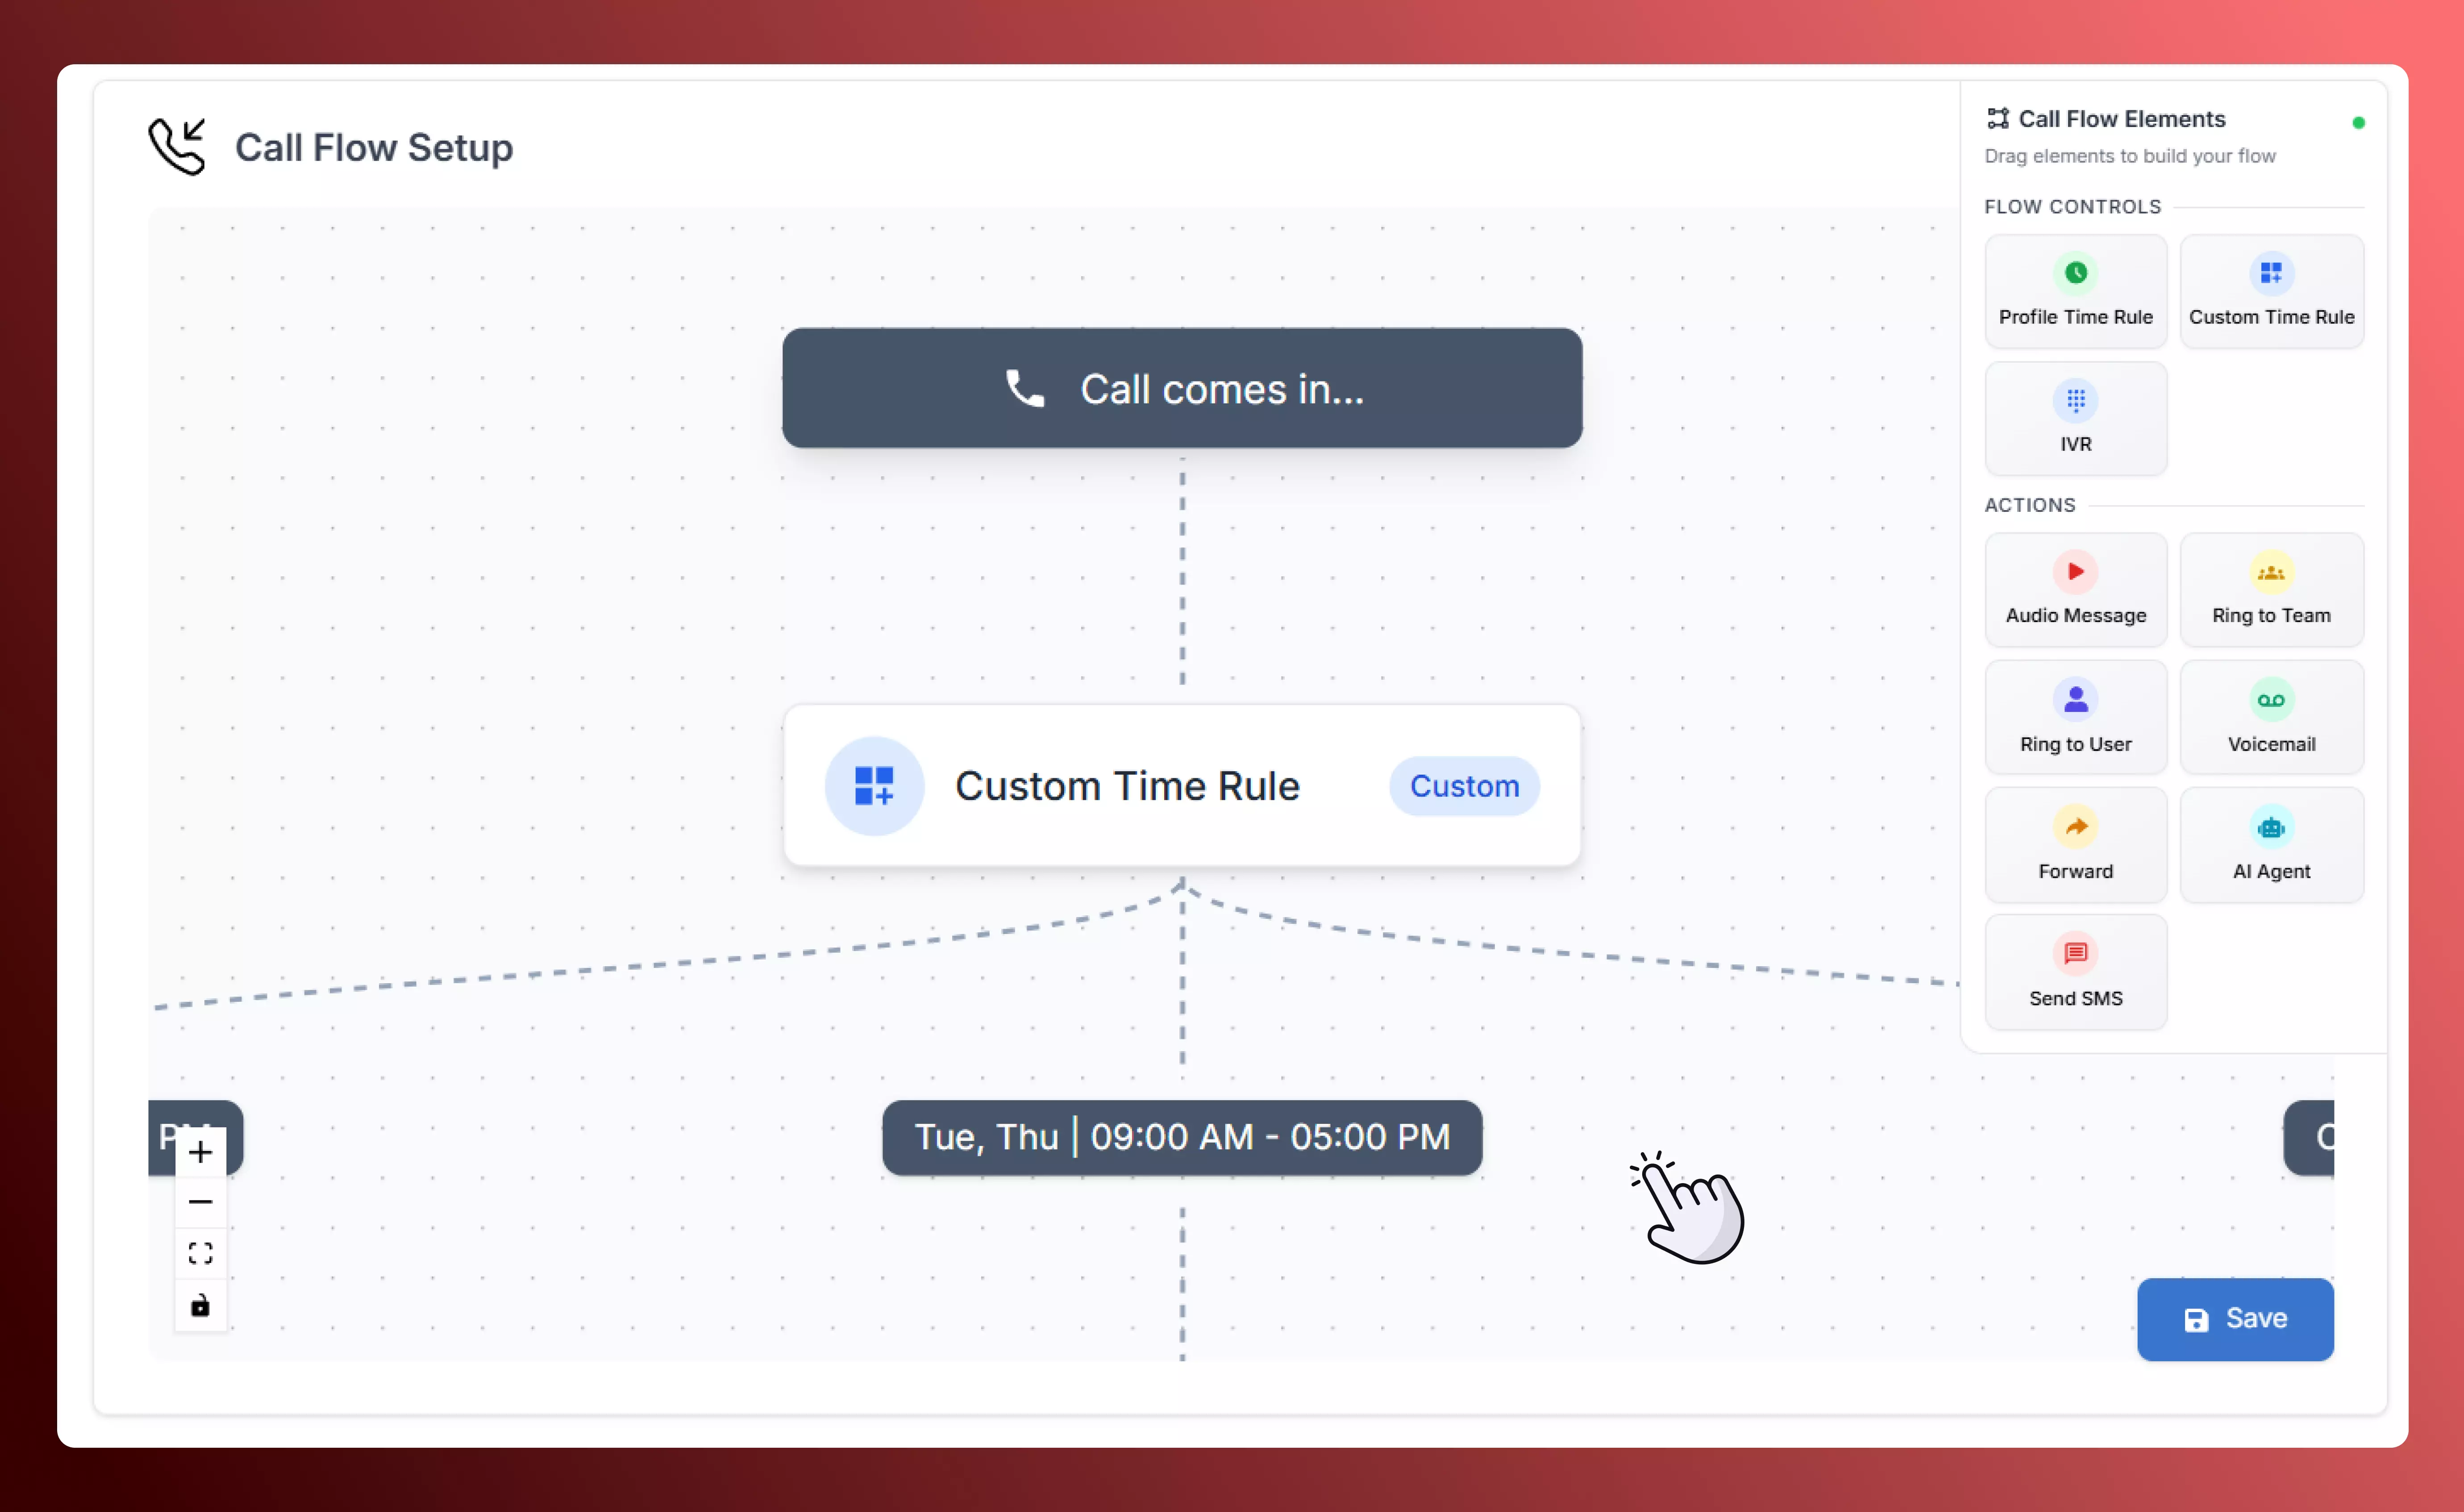 Call Flow Setup
Call comes in...
Custom Time Rule
Custom
PM
Tue, Thu | 09:00 AM - 05:00 PM
Save
Call Flow Elements
Drag elements to build your flow
FLOW CONTROLS
Profile Time Rule
Custom Time Rule
IVR
ACTIONS
Audio Message
Ring to Team
Ring to User
Voicemail
Forward
AI Agent
Send SMS